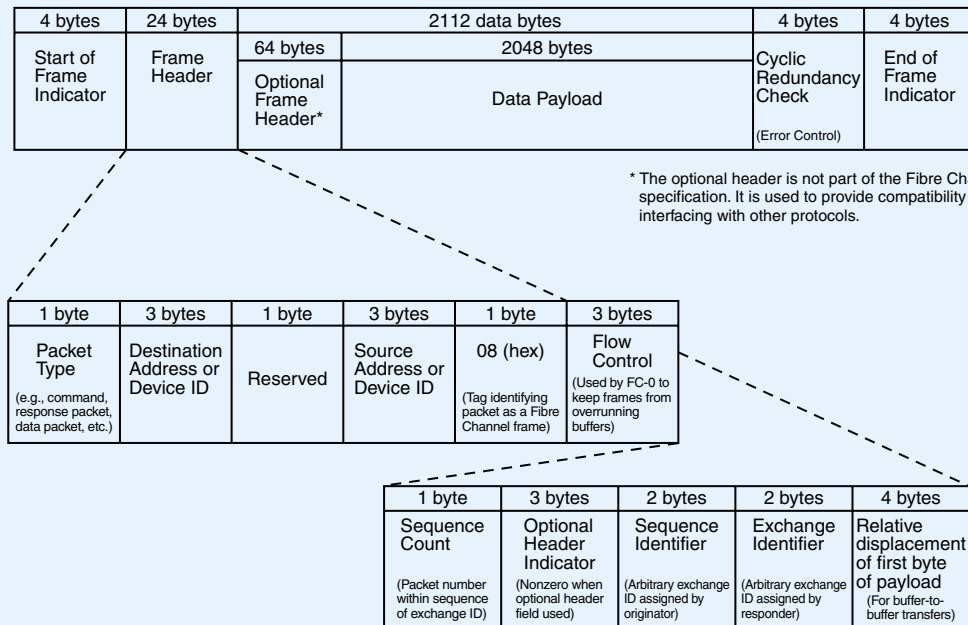 4 bytes
24 bytes
2112 data bytes
4 bytes
4 bytes
Start of
Frame
Indicator
Frame
Header
64 bytes
2048 bytes
Optional
Frame
Header*
Data Payload
Cyclic
Redundancy
Check
(Error Control)
End of
Frame
Indicator
* The optional header is not part of the Fibre
specification. It is used to provide compatibility
interfacing with other protocols.
1 byte
3 bytes
1 byte
3 bytes
1 byte
3 bytes
Packet
Type
(e.g., command,
response packet,
data packet, etc.)
Destination
Address or
Device ID
Reserved
Source
Address or
Device ID
08 (hex)
(Tag identifying
packet as a Fibre
Channel frame)
Flow
Control
(Used by FC-0 to
keep frames from
overrunning
buffers)
1 byte
3 bytes
2 bytes
2 bytes
4 bytes
Sequence
Count
(Packet number
within sequence
of exchange ID)
Optional
Header
Indicator
(Nonzero when
optional header
field used)
Sequence
Identifier
(Arbitrary exchange
ID assigned by
originator)
Exchange
Identifier
(Arbitrary exchange
ID assigned by
responder)
Relative
displacement
of first byte
of payload
(For buffer-to-
buffer transfers)